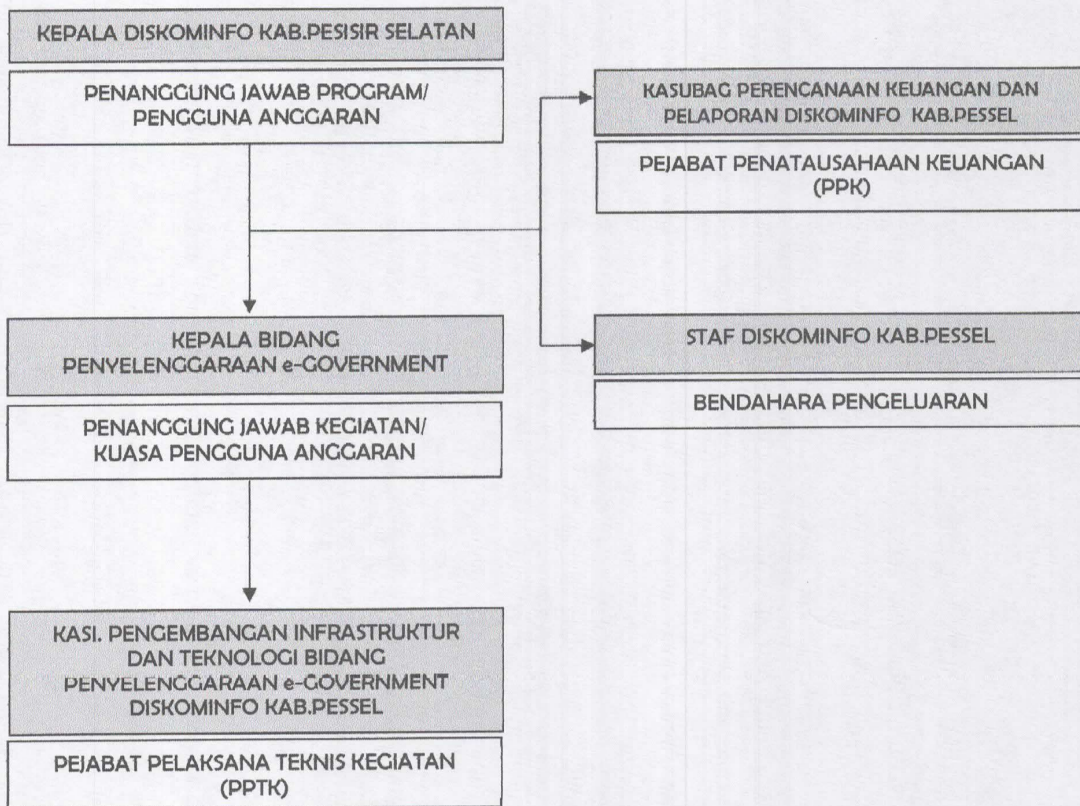 KEPALA DISKOMINFO KAB.PESISIR SELATAN
PENANGGUNG JAWAB PROGRAM/
PENGGUNA ANGGARAN
KASUBAG PERENCANAAN KEUANGAN DAN
PELAPORAN DISKOMINFO KAB.PESSEL
PEJABAT PENATAUSAHAAN KEUANGAN
(PPK)
KEPALA BIDANG
PENYELENGGARAAN e-GOVERNMENT
PENANGGUNG JAWAB KEGIATAN/
KUASA PENGGUNA ANGGARAN
STAF DISKOMINFO KAB.PESSEL
BENDAHARA PENGELUARAN
KASI. PENGEMBANGAN INFRASTRUKTUR
DAN TEKNOLOGI BIDANG
PENYELENGGARAAN e-GOVERNMENT
DISKOMINFO KAB.PESSEL
PEJABAT PELAKSANA TEKNIS KEGIATAN
(PPTK)